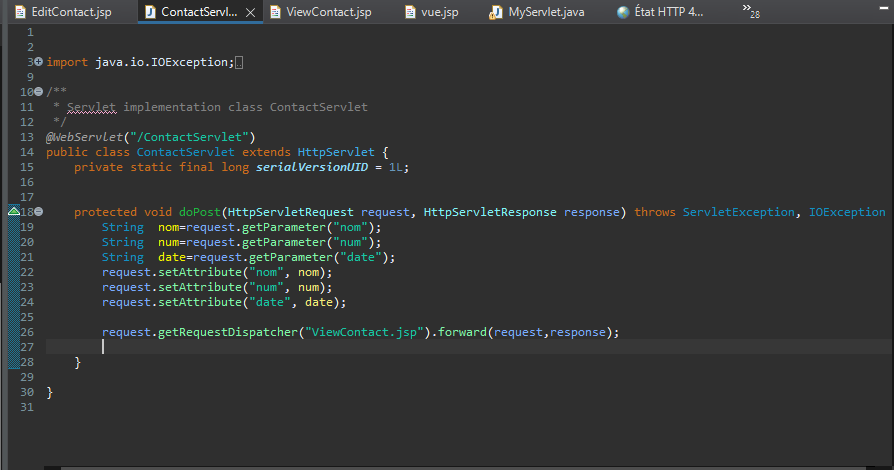 EditContact.jsp ContactServl... ViewContact.jsp vue.jsp MyServlet.java État HTTP 4... »28
1
2
3 import java.io.IOException;
9
10 /**
11 * Servlet implementation class ContactServlet
12 */
13 @WebServlet("/ContactServlet")
14 public class ContactServlet extends HttpServlet {
15 private static final long serialVersionUID = 1L;
16
17
18 protected void doPost(HttpServletRequest request, HttpServletResponse response) throws ServletException, IOException
19 String nom=request.getParameter("nom");
20 String num=request.getParameter("num");
21 String date=request.getParameter("date");
22 request.setAttribute("nom", nom);
23 request.setAttribute("num", num);
24 request.setAttribute("date", date);
25
26 request.getRequestDispatcher("ViewContact.jsp").forward(request,response);
27
28 }
29
30 }
31